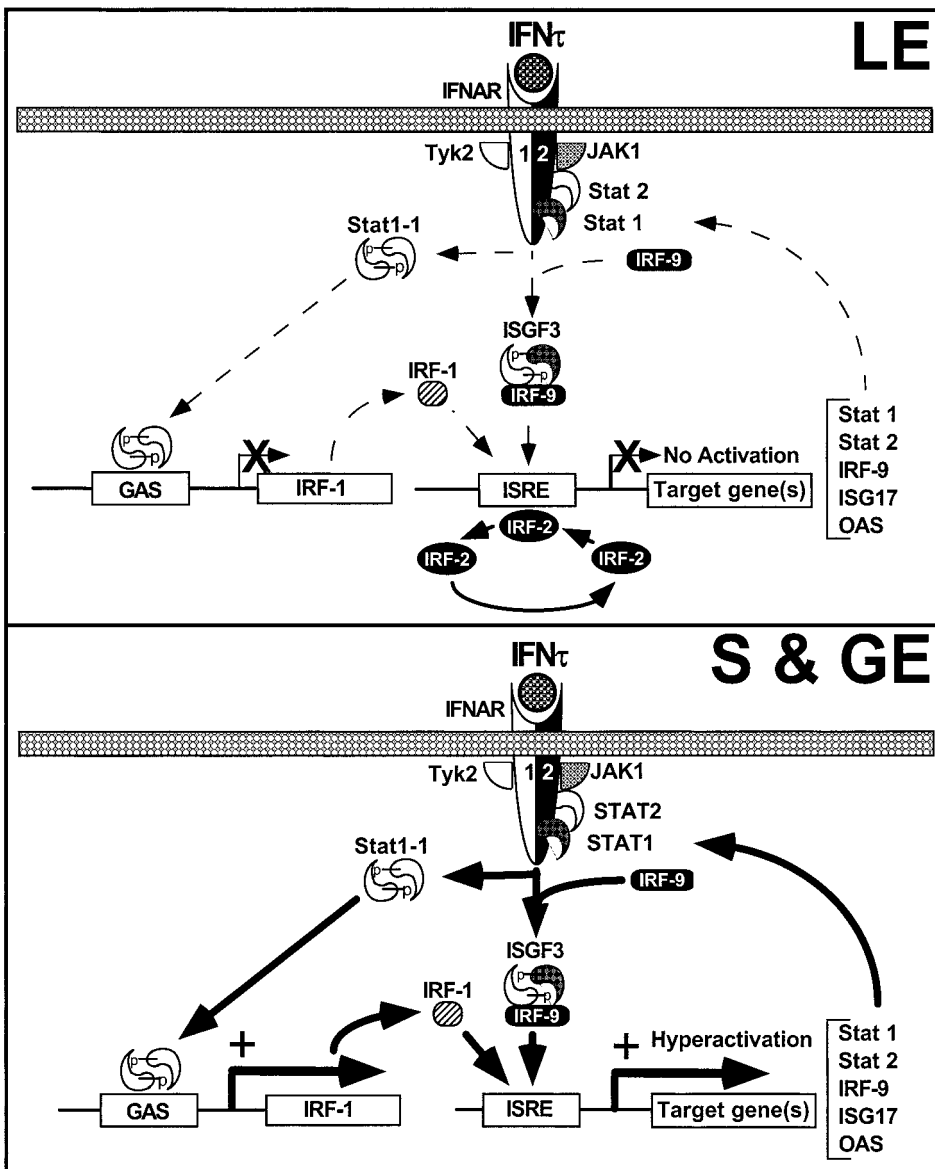 LE
IFNτ
IFNAR
Tyk2
1 2
JAK1
Stat 2
Stat 1
Stat1-1
p
p
IRF-9
ISGF3
p
p
IRF-9
IRF-1
p
p
GAS
X
IRF-1
ISRE
X
No Activation
Target gene(s)
Stat 1
Stat 2
IRF-9
ISG17
OAS
IRF-2
IRF-2
IRF-2
S & GE
IFNτ
IFNAR
Tyk2
1 2
JAK1
STAT2
STAT1
Stat1-1
p
p
IRF-9
ISGF3
p
p
IRF-9
IRF-1
p
p
GAS
+
IRF-1
ISRE
+
Hyperactivation
Target gene(s)
Stat 1
Stat 2
IRF-9
ISG17
OAS